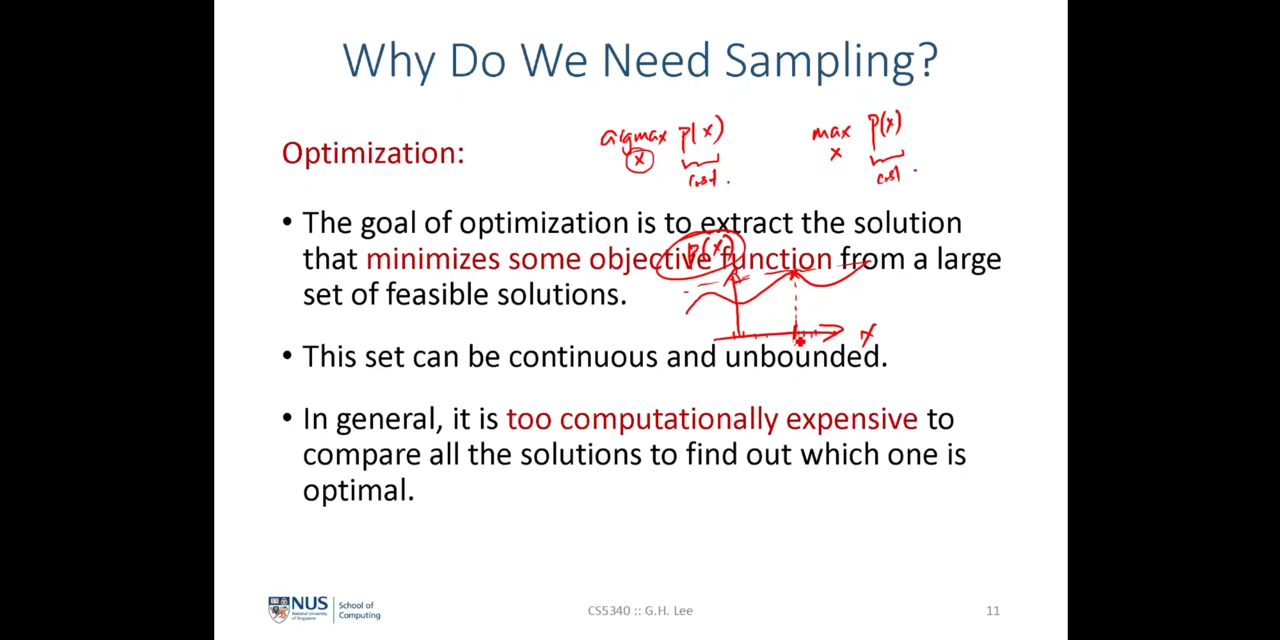 Why Do We Need Sampling?
argmax p(x) max p(x)
x x
cost. cost.
Optimization:
• The goal of optimization is to extract the solution
that minimizes some objective function from a large
p(x)
set of feasible solutions.
x
• This set can be continuous and unbounded.
• In general, it is too computationally expensive to
compare all the solutions to find out which one is
optimal.
NUS
National University
of Singapore
School of
Computing
CS5340 :: G.H. Lee
11